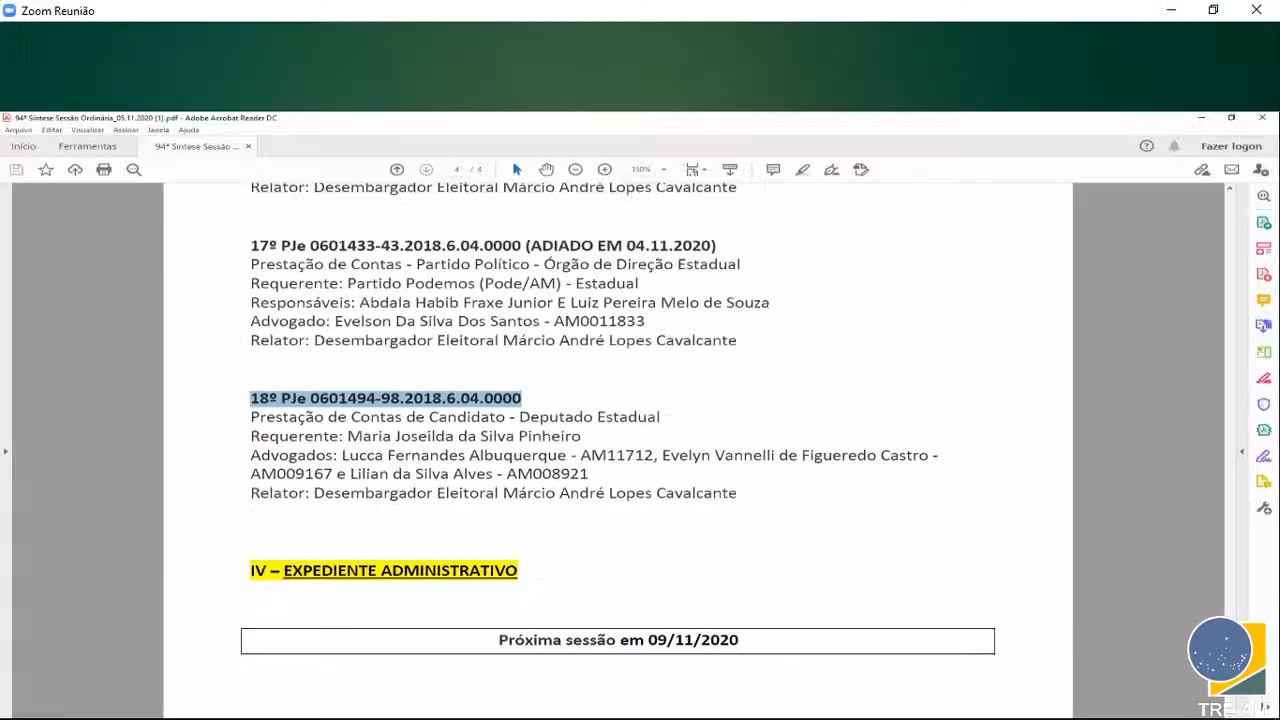 Zoom Reunião
94ª Síntese Sessão Ordinária_05.11.2020 (1).pdf - Adobe Acrobat Reader DC
Arquivo Editar Visualizar Assinar Janela Ajuda
Início Ferramentas 94ª Síntese Sessão ... × Fazer logon
4 / 4 150%
Relator: Desembargador Eleitoral Márcio André Lopes Cavalcante
17º PJe 0601433-43.2018.6.04.0000 (ADIADO EM 04.11.2020)
Prestação de Contas - Partido Político - Órgão de Direção Estadual
Requerente: Partido Podemos (Pode/AM) - Estadual
Responsáveis: Abdala Habib Fraxe Junior E Luiz Pereira Melo de Souza
Advogado: Evelson Da Silva Dos Santos - AM0011833
Relator: Desembargador Eleitoral Márcio André Lopes Cavalcante
18º PJe 0601494-98.2018.6.04.0000
Prestação de Contas de Candidato - Deputado Estadual
Requerente: Maria Joseilda da Silva Pinheiro
Advogados: Lucca Fernandes Albuquerque - AM11712, Evelyn Vannelli de Figueredo Castro -
AM009167 e Lilian da Silva Alves - AM008921
Relator: Desembargador Eleitoral Márcio André Lopes Cavalcante
IV – EXPEDIENTE ADMINISTRATIVO
Próxima sessão em 09/11/2020